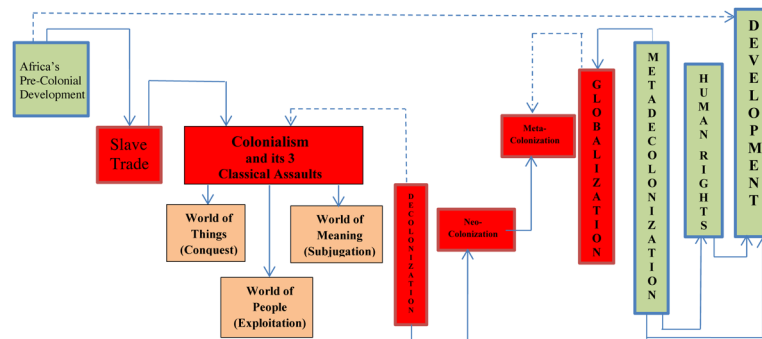 Africa's
Pre-Colonial
Development
Slave
Trade
Colonialism
and its 3
Classical Assaults
World of
Things
(Conquest)
World of
People
(Exploitation)
World of
Meaning
(Subjugation)
DECOLONIZATION
Neo-
Colonization
Meta-
Colonization
GLOBALIZATION
METADECOLONIZATION
HUMAN RIGHTS
DEVELOPMENT